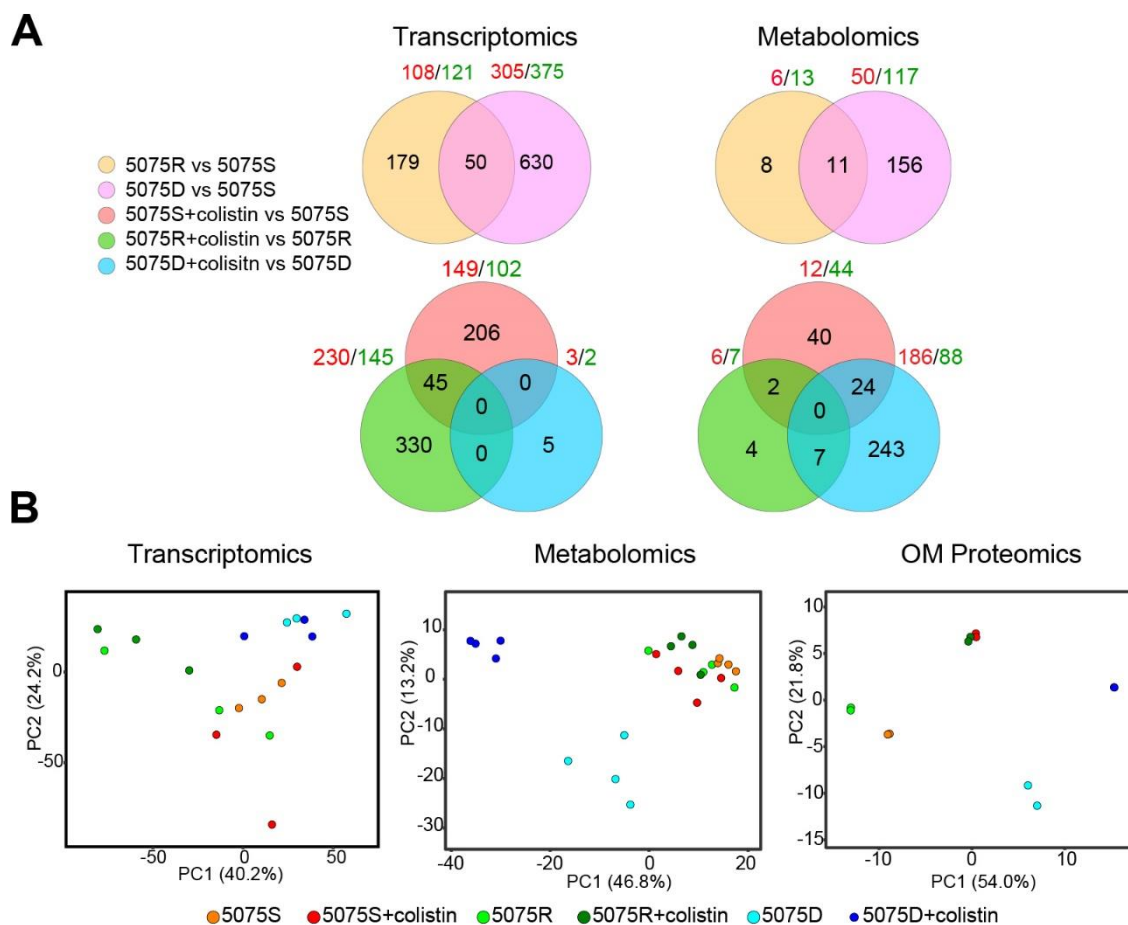 A
Transcriptomics
Metabolomics
108/121
305/375
6/13
50/117
179
50
630
8
11
156
5075R vs 5075S
5075D vs 5075S
5075S+colistin vs 5075S
5075R+colistin vs 5075R
5075D+colisitn vs 5075D
149/102
12/44
206
40
230/145
3/2
6/7
186/88
45
0
2
24
0
0
330
0
5
4
7
243
B
Transcriptomics
Metabolomics
OM Proteomics
PC2 (24.2%)
0
-50
-50
0
50
PC1 (40.2%)
PC2 (13.2%)
10
0
-10
-20
-30
-40
-20
0
20
PC1 (46.8%)
PC2 (21.8%)
10
5
0
-5
-10
-15
-10
0
10
PC1 (54.0%)
5075S
5075S+colistin
5075R
5075R+colistin
5075D
5075D+colistin